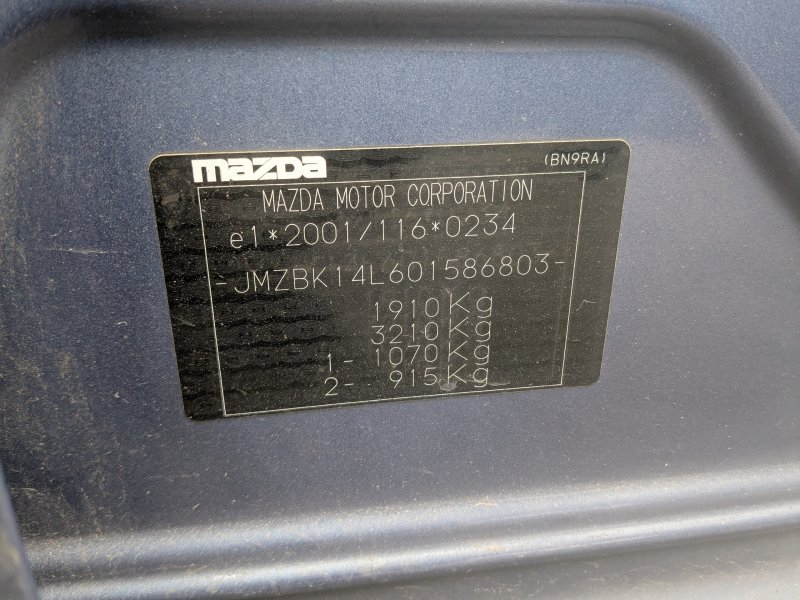 mazda (BN9RA)
MAZDA MOTOR CORPORATION
e1*2001/116*0234
-JMZBK14L601586803-
1910Kg
3210Kg
1- 1070Kg
2- 915Kg